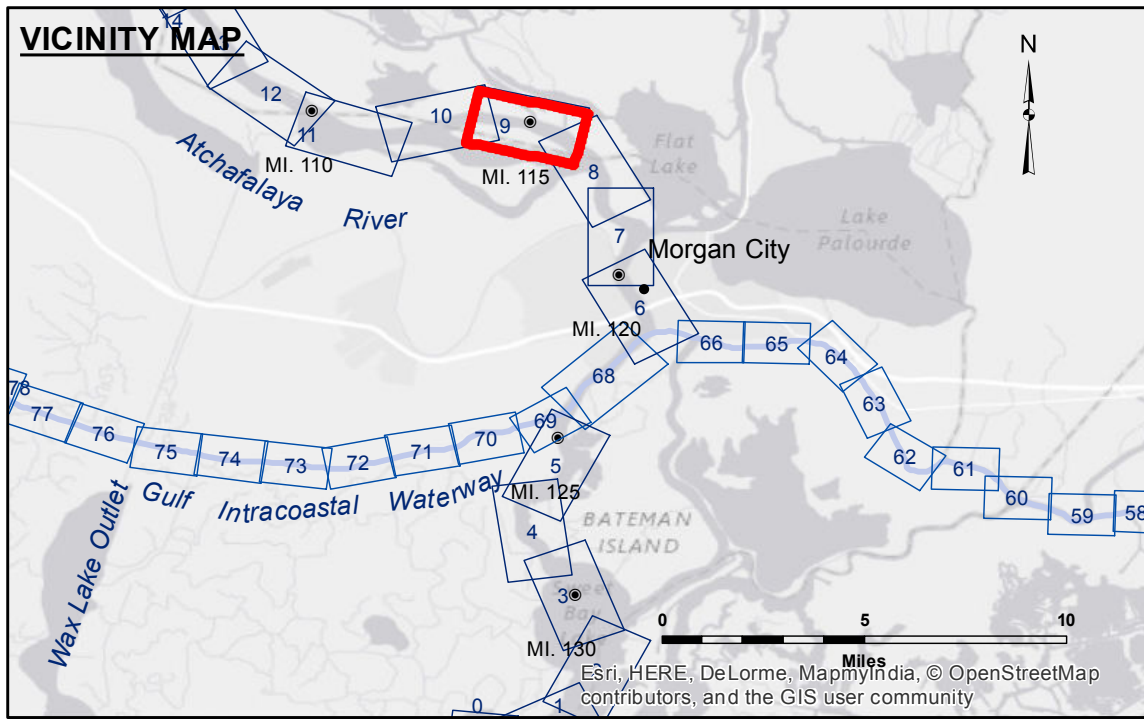 VICINITY MAP
N
14
13
12
11
10
9
8
7
6
MI. 110
MI. 115
Atchafalaya
River
Flat
Lake
Lake
Palourde
Morgan City
MI. 120
66
65
64
63
62
61
60
59
58
68
69
70
71
72
73
74
75
76
77
78
5
MI. 125
4
3
MI. 130
0
1
Gulf Intracoastal Waterway
Wax Lake Outlet
BATEMAN
ISLAND
Sweet
Bay
0 5 10
Miles
Esri, HERE, DeLorme, MapmyIndia, © OpenStreetMap
contributors, and the GIS user community